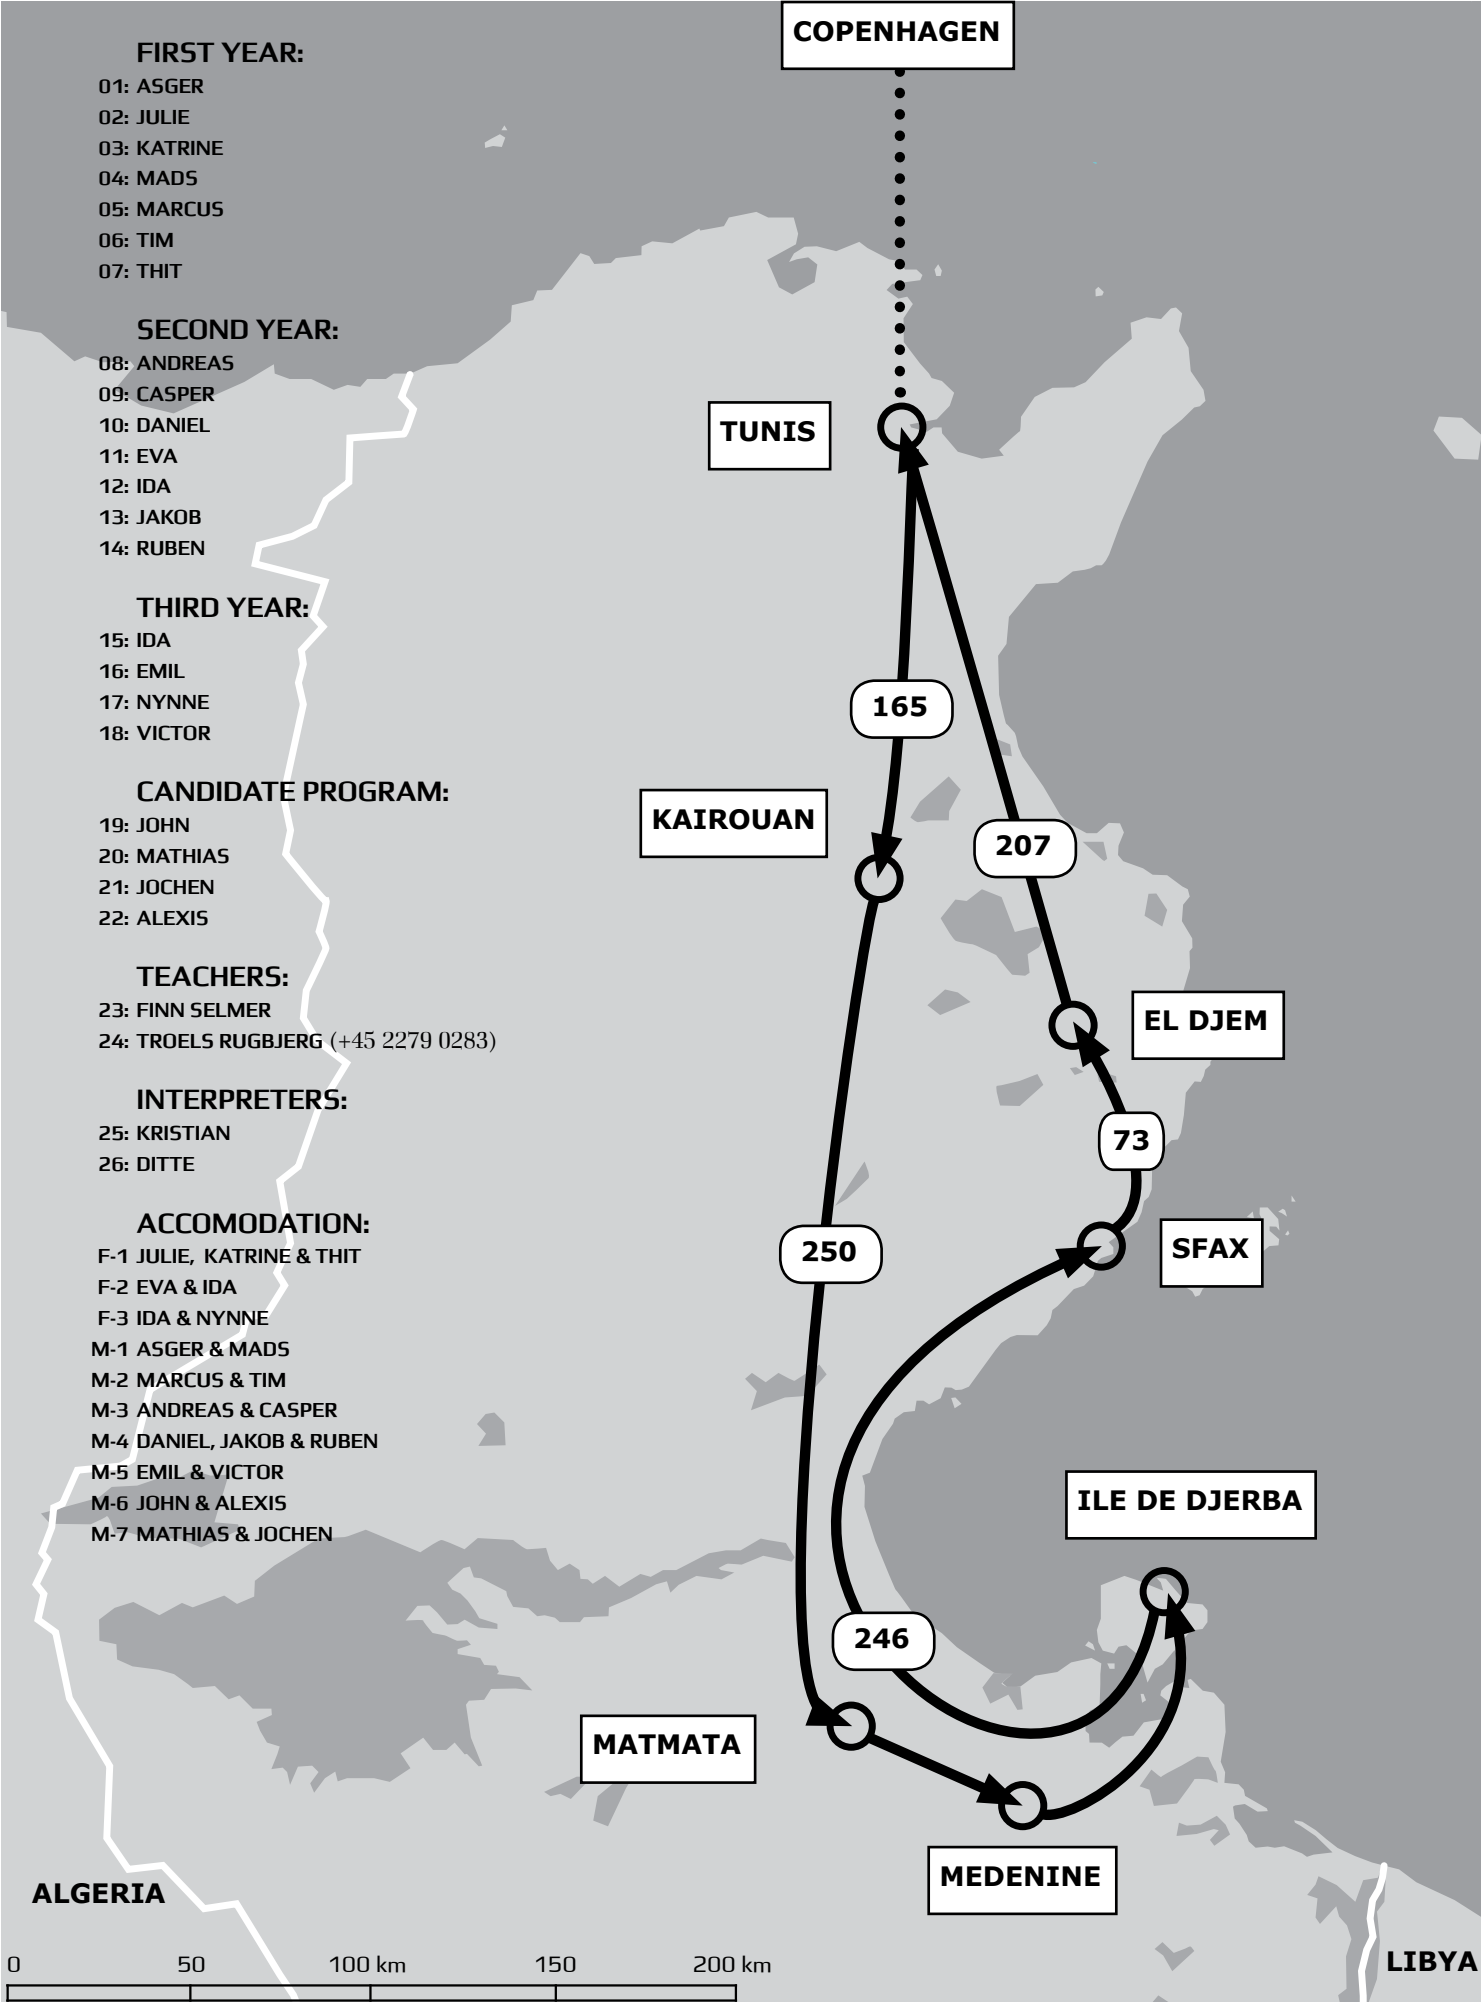 FIRST YEAR:
01: ASGER
02: JULIE
03: KATRINE
04: MADS
05: MARCUS
06: TIM
07: THIT
SECOND YEAR:
08: ANDREAS
09: CASPER
10: DANIEL
11: EVA
12: IDA
13: JAKOB
14: RUBEN
THIRD YEAR:
15: IDA
16: EMIL
17: NYNNE
18: VICTOR
CANDIDATE PROGRAM:
19: JOHN
20: MATHIAS
21: JOCHEN
22: ALEXIS
TEACHERS:
23: FINN SELMER
24: TROELS RUGBJERG (+45 2279 0283)
INTERPRETERS:
25: KRISTIAN
26: DITTE
ACCOMODATION:
F-1 JULIE, KATRINE & THIT
F-2 EVA & IDA
F-3 IDA & NYNNE
M-1 ASGER & MADS
M-2 MARCUS & TIM
M-3 ANDREAS & CASPER
M-4 DANIEL, JAKOB & RUBEN
M-5 EMIL & VICTOR
M-6 JOHN & ALEXIS
M-7 MATHIAS & JOCHEN
COPENHAGEN
TUNIS
165
KAIROUAN
207
EL DJEM
73
SFAX
250
ILE DE DJERBA
246
MATMATA
MEDENINE
ALGERIA
LIBYA
0 50 100 km 150 200 km